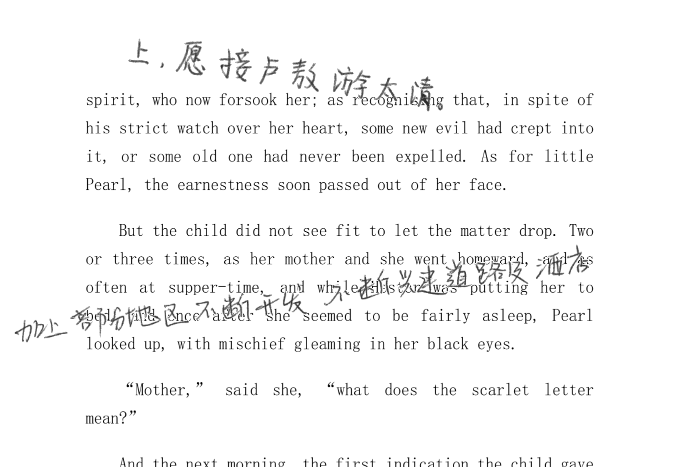 上，愿接卢敖游太清。
spirit, who now forsook her; as recognising that, in spite of
his strict watch over her heart, some new evil had crept into
it, or some old one had never been expelled. As for little
Pearl, the earnestness soon passed out of her face.
But the child did not see fit to let the matter drop. Two
or three times, as her mother and she went homeward, and as
often at supper-time, and while Hester was putting her to
加上部份地区不断开发 不断兴建道路及酒店
bed, and once after she seemed to be fairly asleep, Pearl
looked up, with mischief gleaming in her black eyes.
“Mother,” said she, “what does the scarlet letter
mean?”
And the next morning, the first indication the child gave